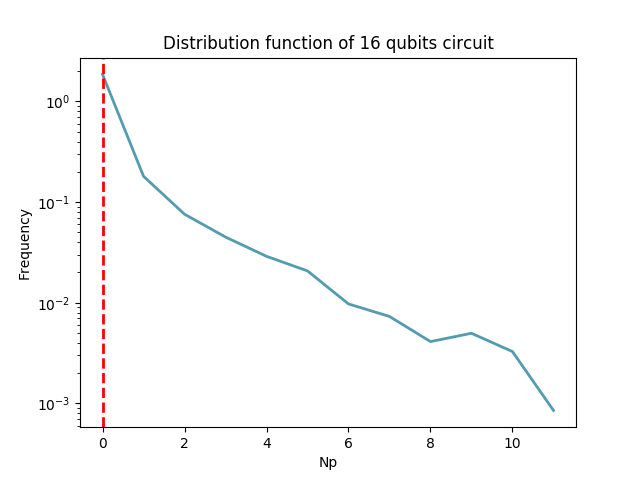 Distribution function of 16 qubits circuit
Frequency
10^0
10^-1
10^-2
10^-3
0 2 4 6 8 10
Np